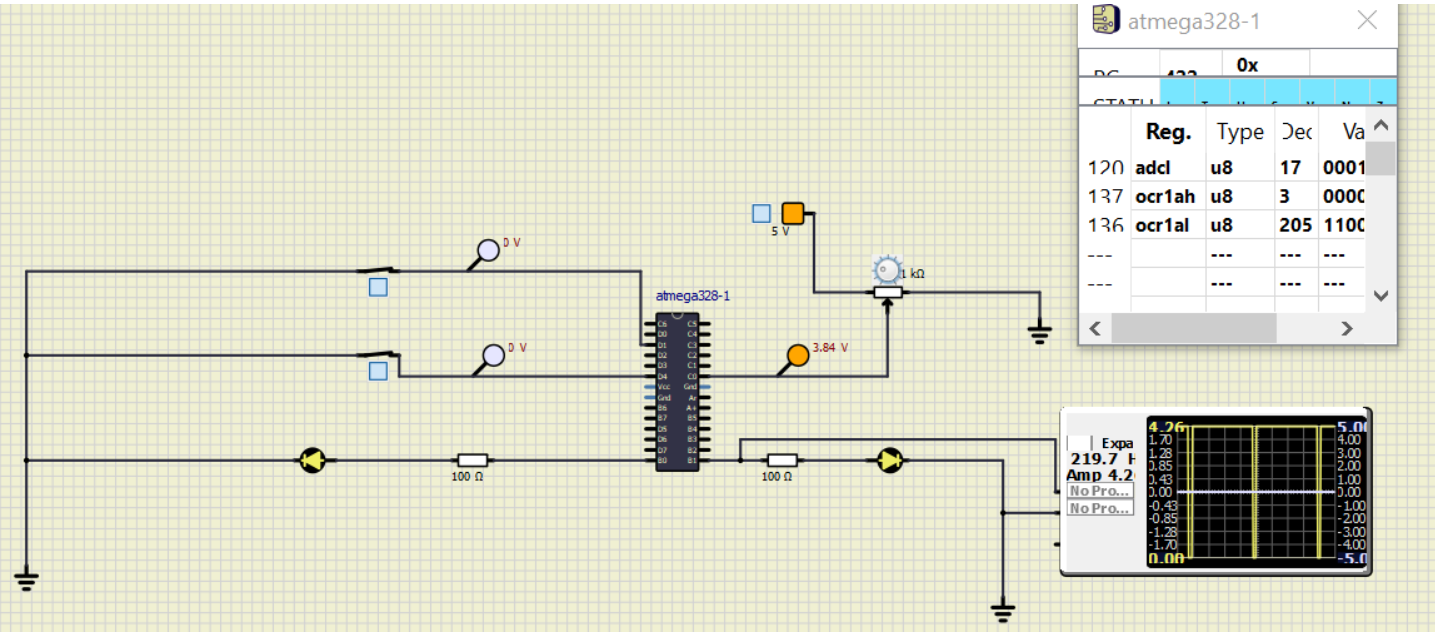 atmega328-1
0x
Reg. Type Dec Va
120 adcl u8 17 0001
137 ocr1ah u8 3 0000
136 ocr1al u8 205 1100
--- --- --- ---
--- --- --- ---
5 V
0 V
1 kΩ
atmega328-1
C6 C5
D0 C4
D1 C3
D2 C2
D3 C1
D4 C0
Vcc Gnd
Gnd Ar
B6 A+
B7 B5
D5 B4
D6 B3
D7 B2
B0 B1
0 V
3.84 V
100 Ω
100 Ω
Expa
219.7 H
Amp 4.2
No Pro...
No Pro...
4.26 5.00
1.70 4.00
1.28 3.00
0.85 2.00
0.43 1.00
0.00 0.00
-0.43 -1.00
-0.85 -2.00
-1.28 -3.00
-1.70 -4.00
0.00 -5.0